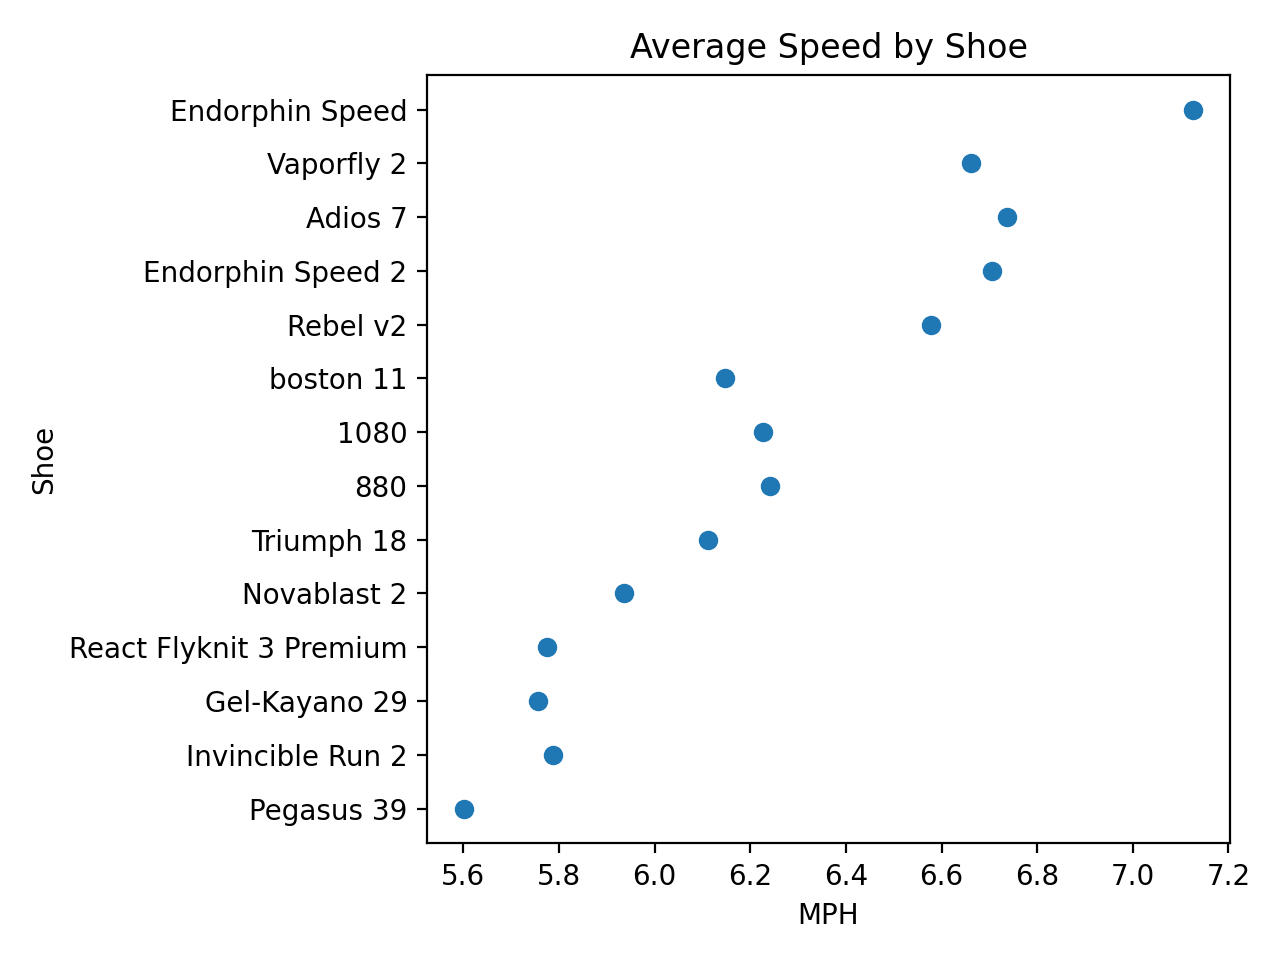 Average Speed by Shoe
Endorphin Speed
Vaporfly 2
Adios 7
Endorphin Speed 2
Rebel v2
boston 11
1080
880
Triumph 18
Novablast 2
React Flyknit 3 Premium
Gel-Kayano 29
Invincible Run 2
Pegasus 39
Shoe
5.6 5.8 6.0 6.2 6.4 6.6 6.8 7.0 7.2
MPH